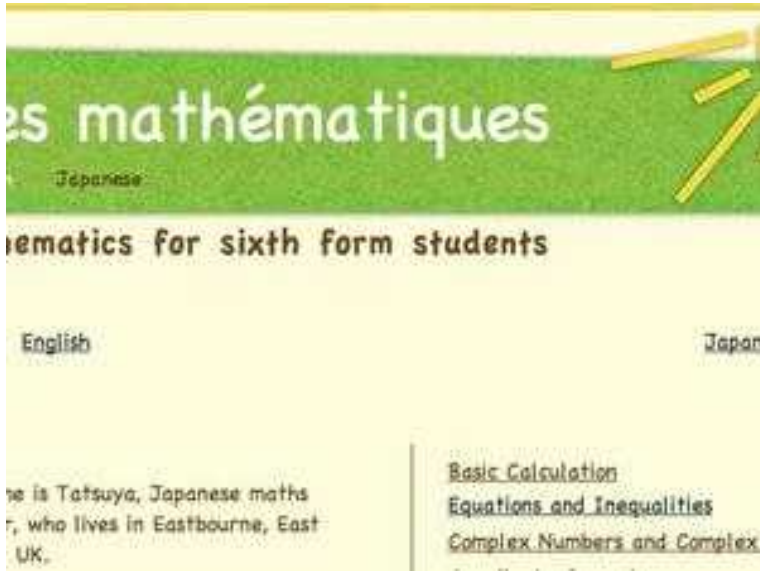 es mathématiques
Japanese
ematics for sixth form students
English
Japan
e is Tatsuya, Japanese maths
r, who lives in Eastbourne, East
UK.
Basic Calculation
Equations and Inequalities
Complex Numbers and Complex